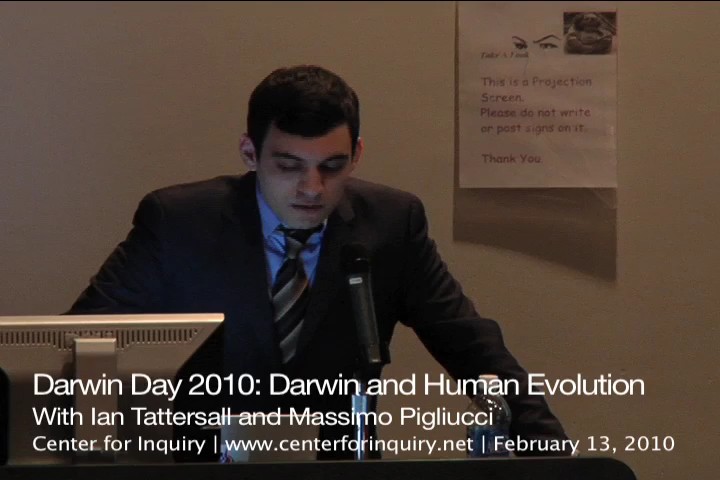 Take A Look
This is a Projection
Screen.
Please do not write
or post signs on it.
Thank You
Darwin Day 2010: Darwin and Human Evolution
With Ian Tattersall and Massimo Pigliucci
Center for Inquiry | www.centerforinquiry.net | February 13, 2010